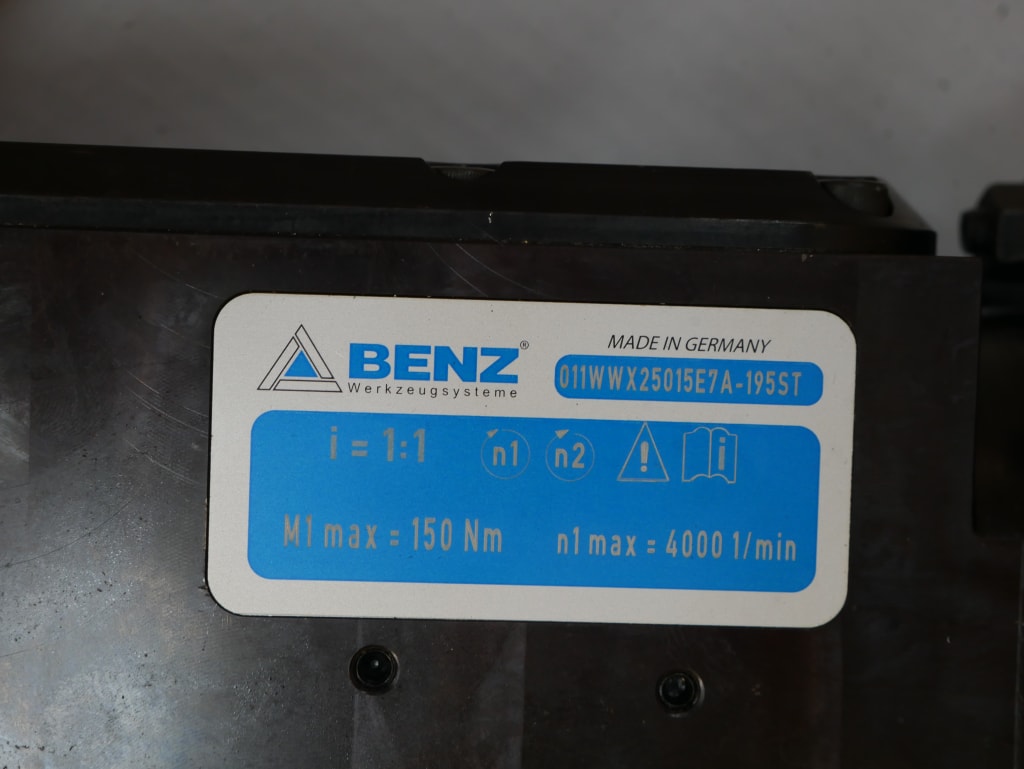 BENZ®
Werkzeugsysteme
MADE IN GERMANY
011WWX25015E7A-195ST
i = 1:1 n1 n2 ! i
M1 max = 150 Nm n1 max = 4000 1/min